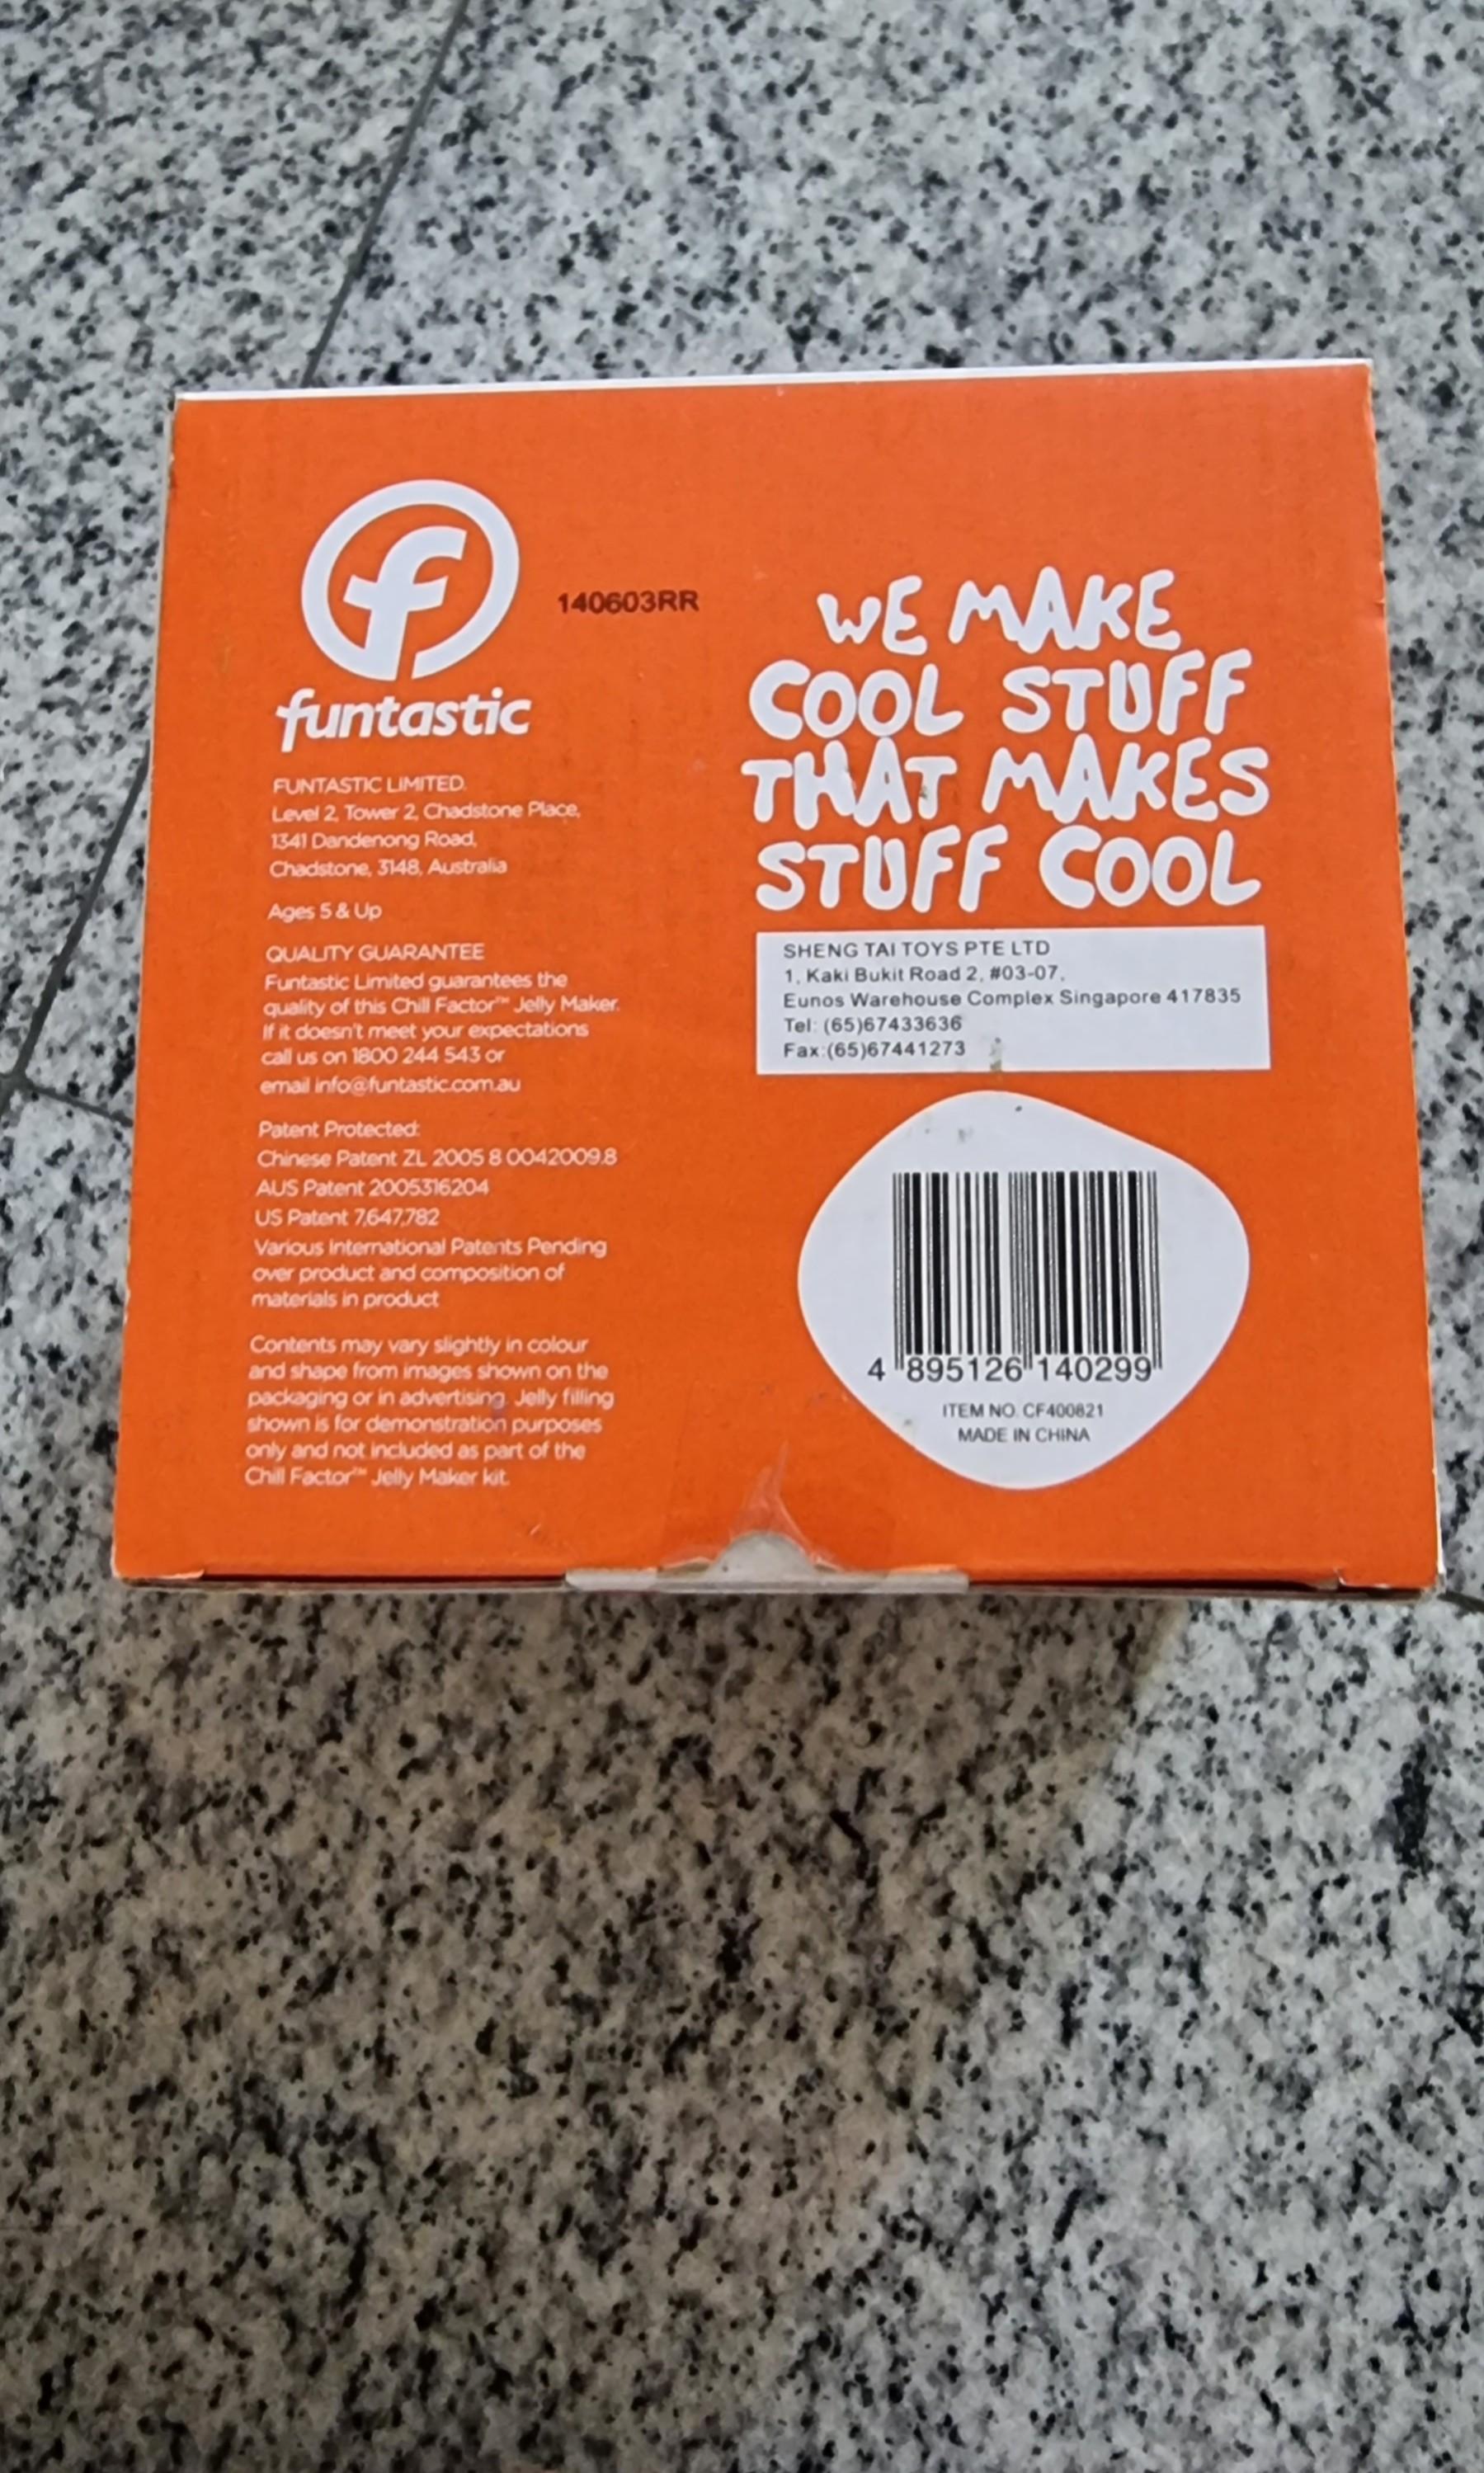 f
funtastic
140603RR
FUNTASTIC LIMITED.
Level 2, Tower 2, Chadstone Place,
1341 Dandenong Road,
Chadstone, 3148, Australia
Ages 5 & Up
QUALITY GUARANTEE
Funtastic Limited guarantees the
quality of this Chill Factor™ Jelly Maker.
If it doesn't meet your expectations
call us on 1800 244 543 or
email info@funtastic.com.au
Patent Protected:
Chinese Patent ZL 2005 8 0042009.8
AUS Patent 2005316204
US Patent 7,647,782
Various International Patents Pending
over product and composition of
materials in product
Contents may vary slightly in colour
and shape from images shown on the
packaging or in advertising. Jelly filling
shown is for demonstration purposes
only and not included as part of the
Chill Factor™ Jelly Maker kit.
WE MAKE
COOL STUFF
THAT MAKES
STUFF COOL
SHENG TAI TOYS PTE LTD
1, Kaki Bukit Road 2, #03-07,
Eunos Warehouse Complex Singapore 417835
Tel: (65)67433636
Fax:(65)67441273
4 895126 140299
ITEM NO. CF400821
MADE IN CHINA